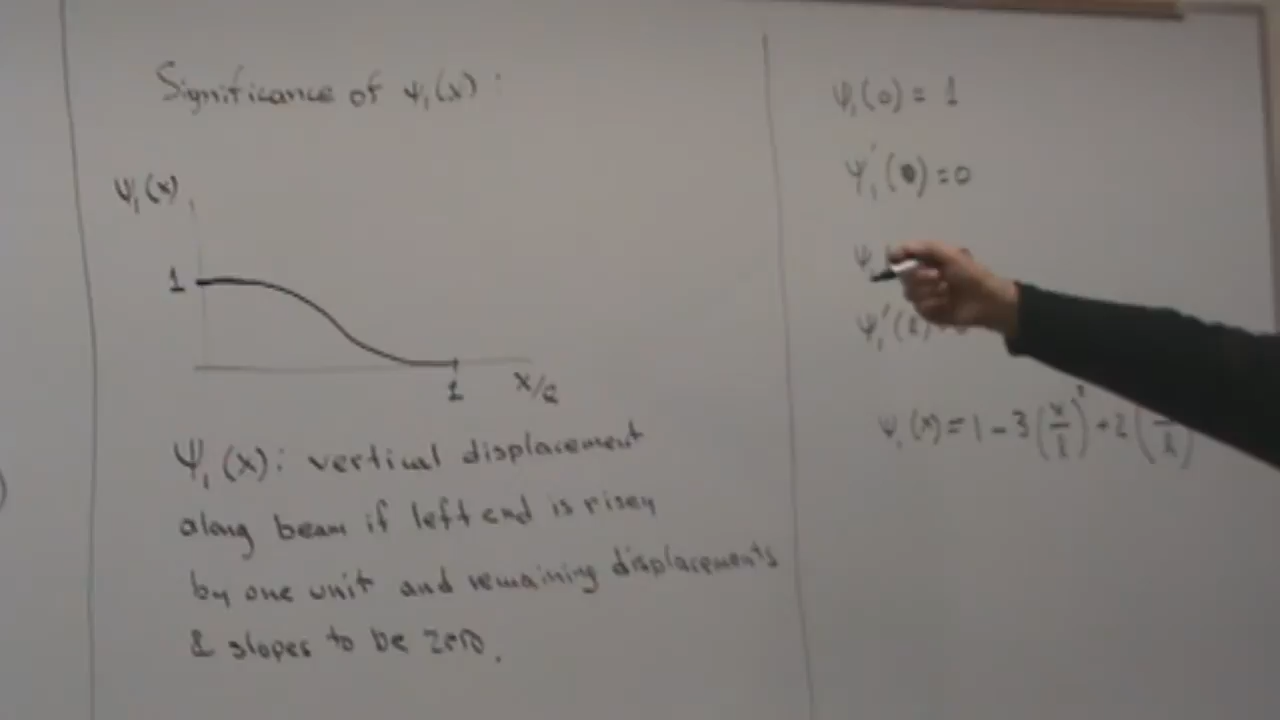 Significance of ψ₁(x) :
ψ₁(x)
1
1 x/l
ψ₁(x): vertical displacement
along beam if left end is risen
by one unit and remaining displacements
& slopes to be zero.
ψ₁(0) = 1
ψ₁'(0) = 0
ψ
ψ₁'(l)
ψ₁(x) = 1 - 3(x/l)² + 2(